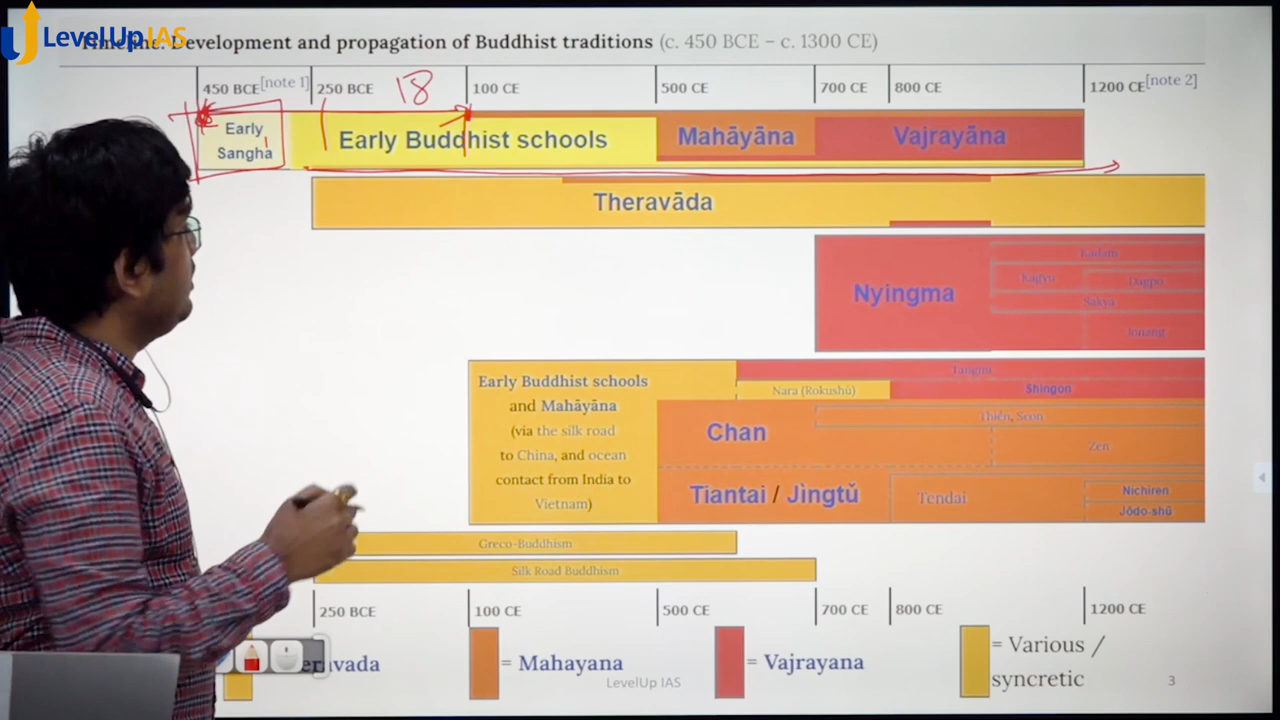 LevelUp IAS
Timeline: Development and propagation of Buddhist traditions (c. 450 BCE – c. 1300 CE)
450 BCE[note 1] 250 BCE 100 CE 500 CE 700 CE 800 CE 1200 CE[note 2]
18
Early
Sangha
Early Buddhist schools
Mahāyāna
Vajrayāna
Theravāda
Nyingma
Kadam
Kagyu
Dagpo
Sakya
Jonang
Early Buddhist schools
and Mahāyāna
(via the silk road
to China, and ocean
contact from India to
Vietnam)
Tangmi
Nara (Rokushū)
Shingon
Chan
Thiền, Seon
Zen
Tiantai / Jìngtǔ
Tendai
Nichiren
Jōdo-shū
Greco-Buddhism
Silk Road Buddhism
250 BCE 100 CE 500 CE 700 CE 800 CE 1200 CE
eravada
= Mahayana
= Vajrayana
= Various /
syncretic
LevelUp IAS
3